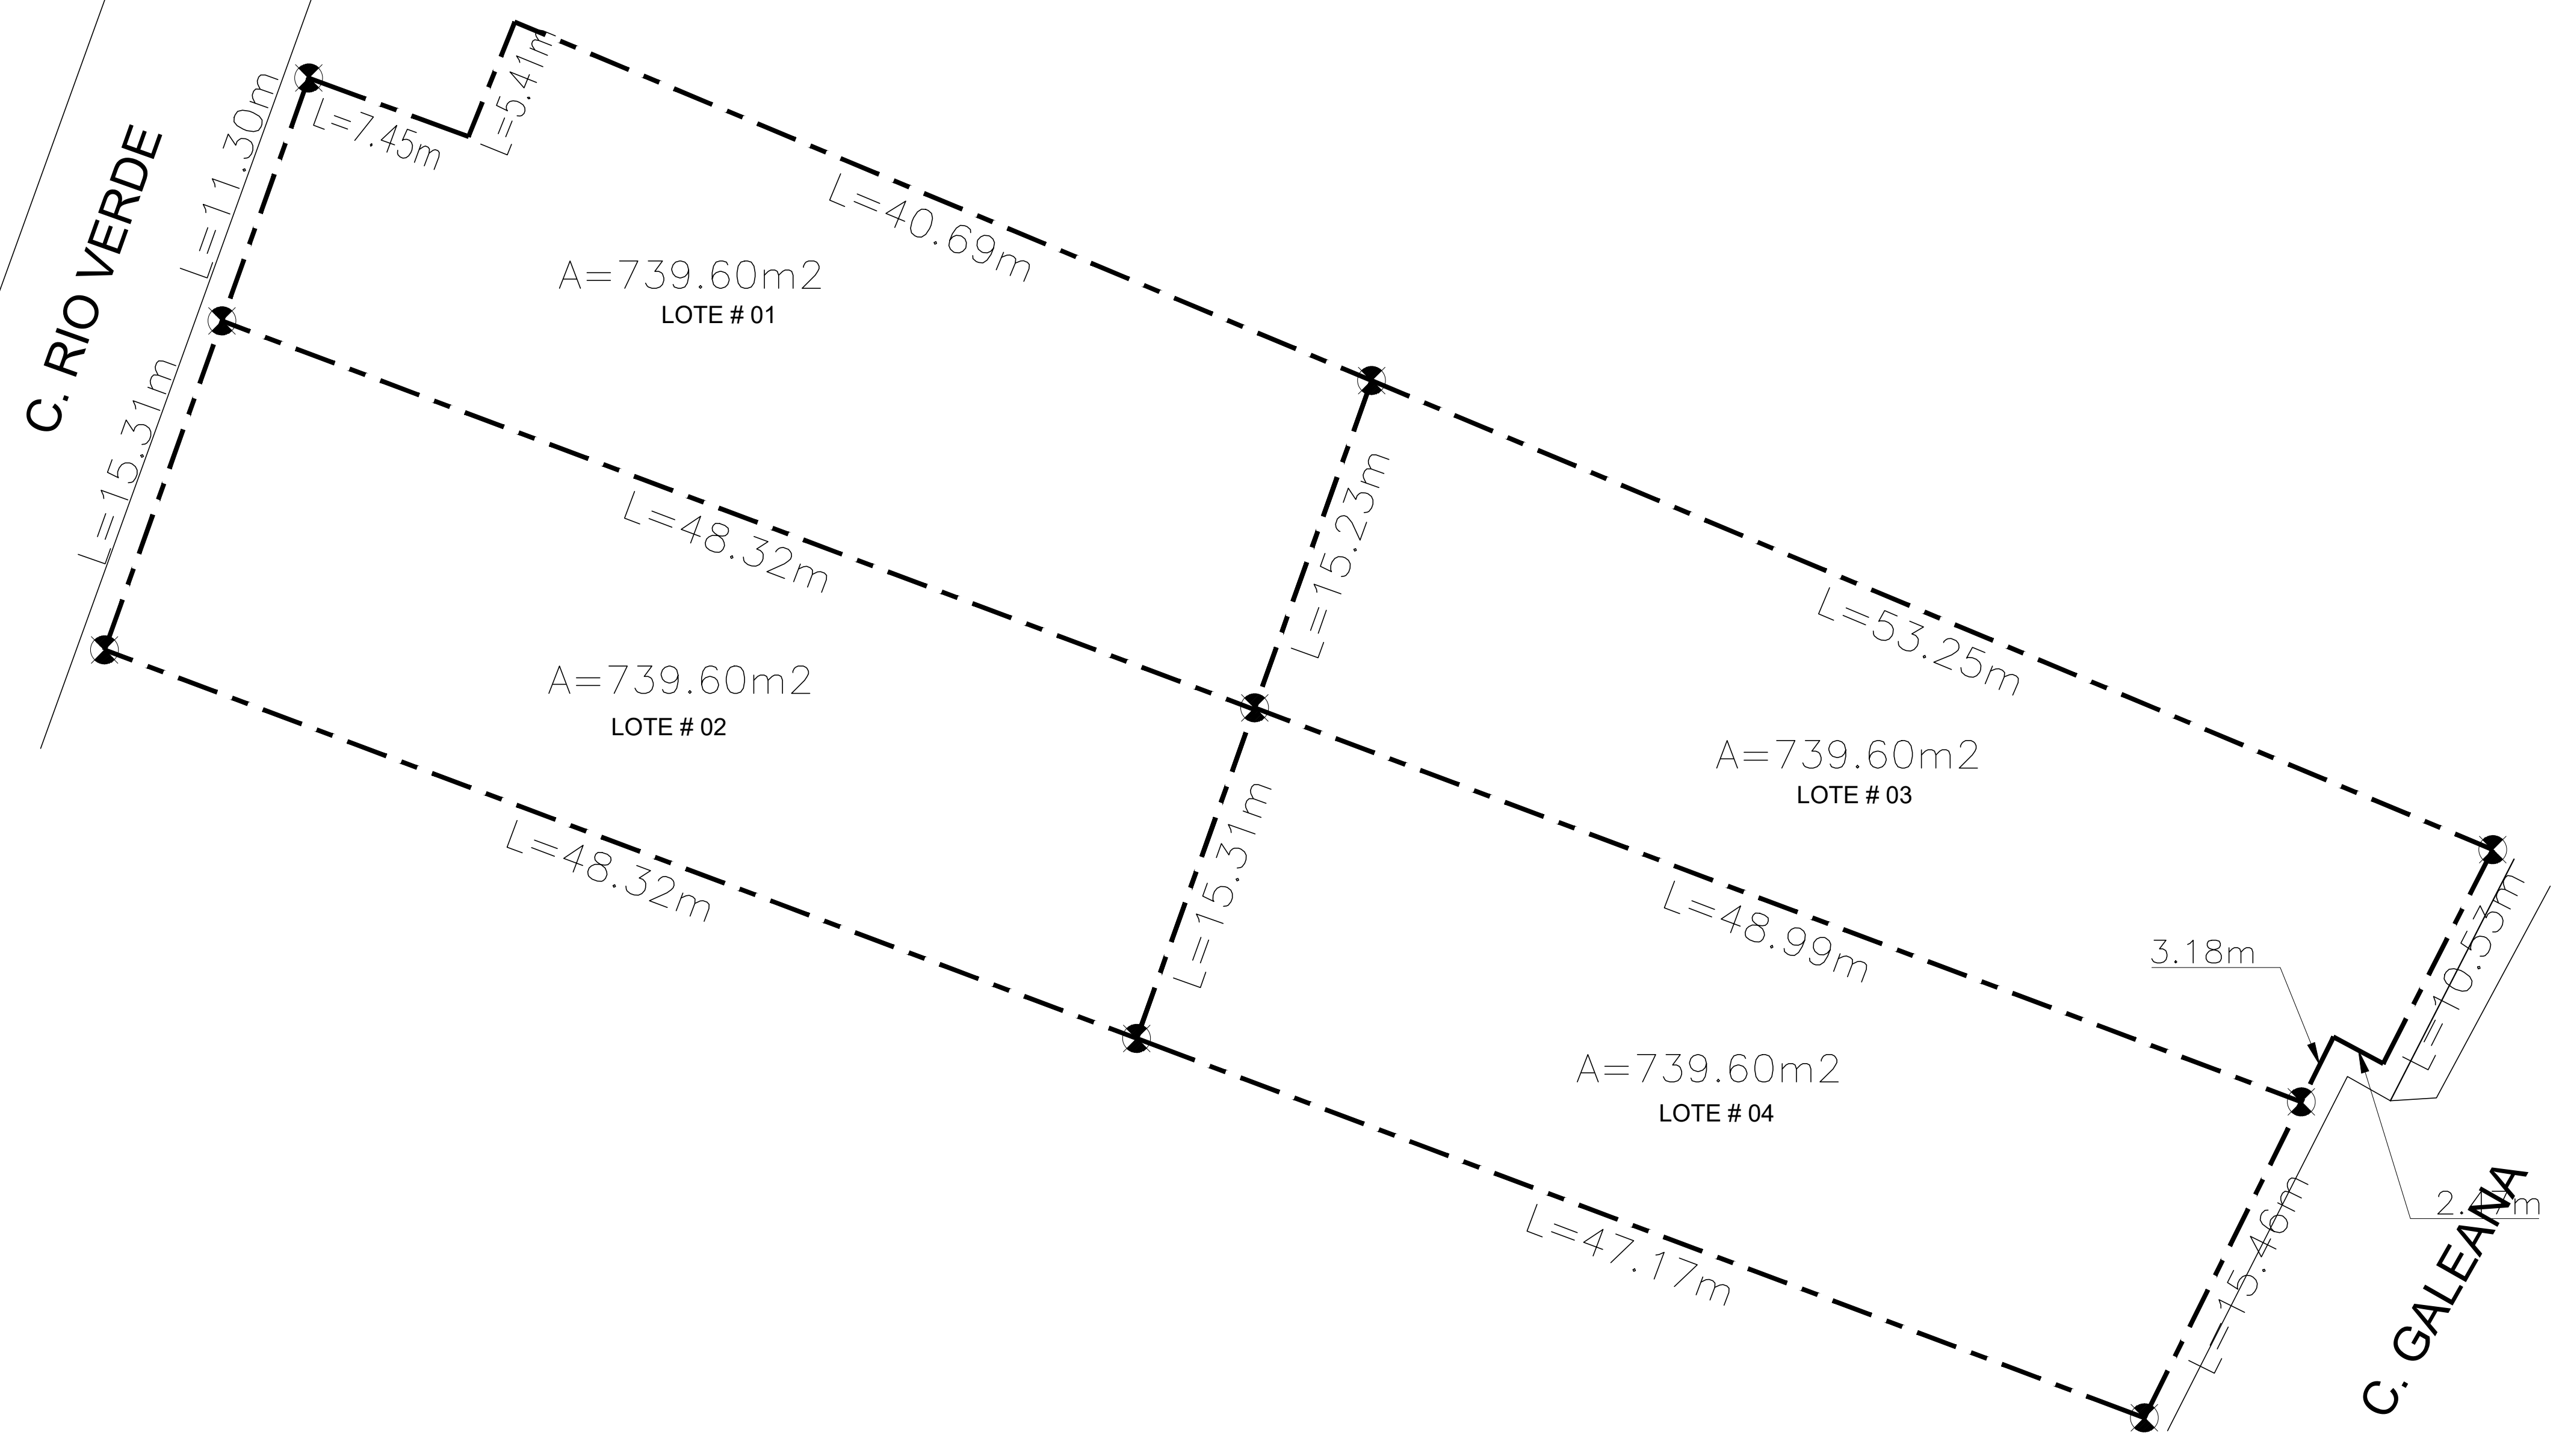 L=5.41m
L=7.45m
L=11.30m
C. RIO VERDE
L=40.69m
A=739.60m2
LOTE # 01
L=15.31m
L=48.32m
L=15.23m
L=53.25m
A=739.60m2
LOTE # 02
A=739.60m2
LOTE # 03
L=48.32m
L=15.31m
L=48.99m
L=10.53m
3.18m
A=739.60m2
LOTE # 04
L=47.17m
L=15.46m
C. GALEANA